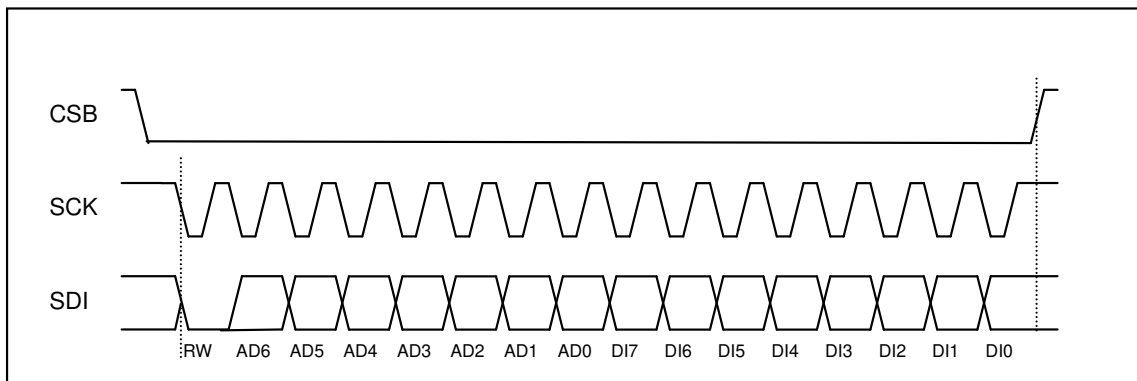 CSB
SCK
SDI
RW AD6 AD5 AD4 AD3 AD2 AD1 AD0 DI7 DI6 DI5 DI4 DI3 DI2 DI1 DI0